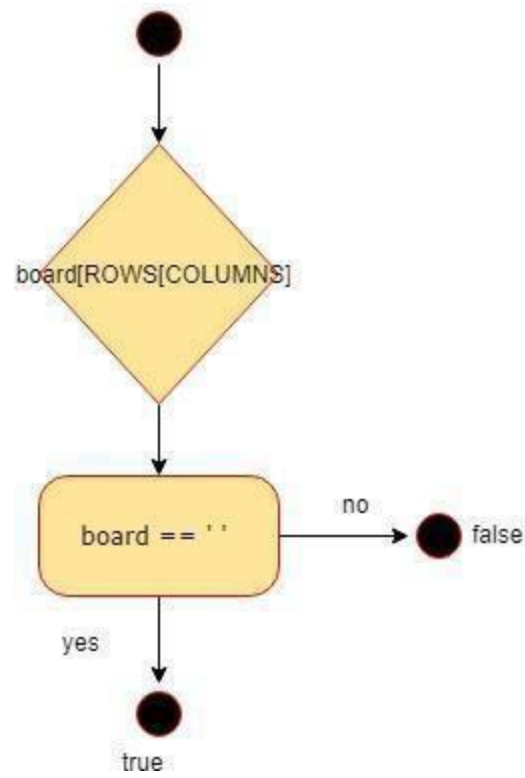 board[ROWS[COLUMNS]
board == ' '
no
false
yes
true